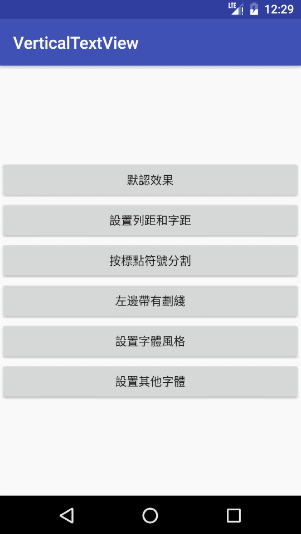 LTE 12:29
VerticalTextView
默認效果
設置列距和字距
按標點符號分割
左邊帶有劃綫
設置字體風格
設置其他字體